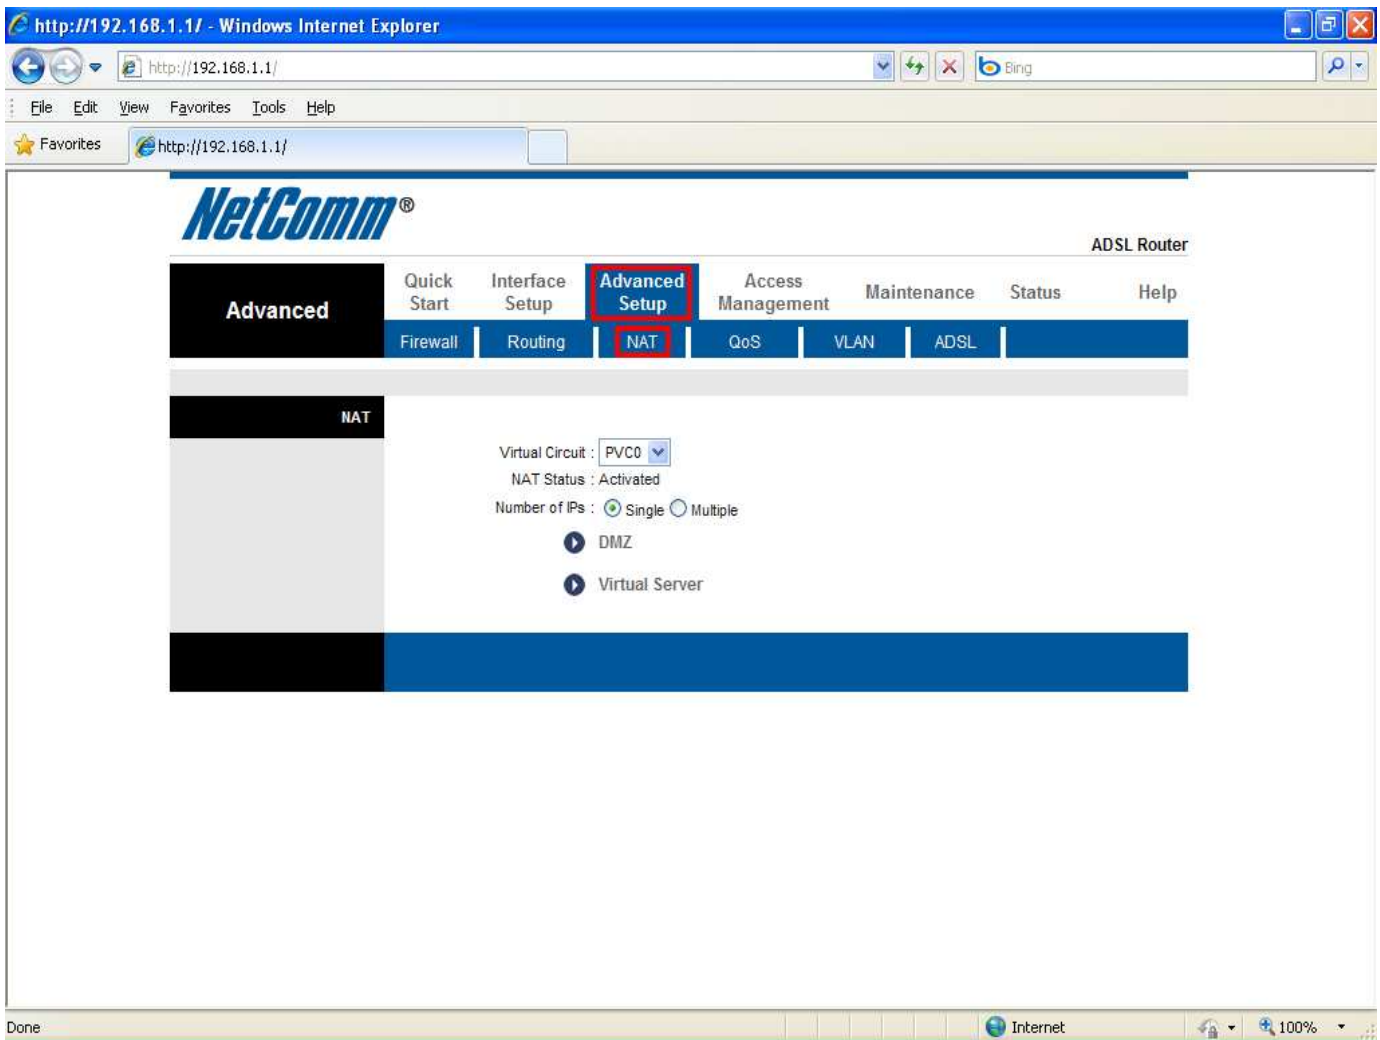 http://192.168.1.1/ - Windows Internet Explorer
http://192.168.1.1/
Bing
File Edit View Favorites Tools Help
Favorites
http://192.168.1.1/
NetComm®
ADSL Router
Advanced
Quick Start
Interface Setup
Advanced Setup
Access Management
Maintenance
Status
Help
Firewall
Routing
NAT
QoS
VLAN
ADSL
NAT
Virtual Circuit : PVC0
NAT Status : Activated
Number of IPs : Single Multiple
DMZ
Virtual Server
Done
Internet
100%